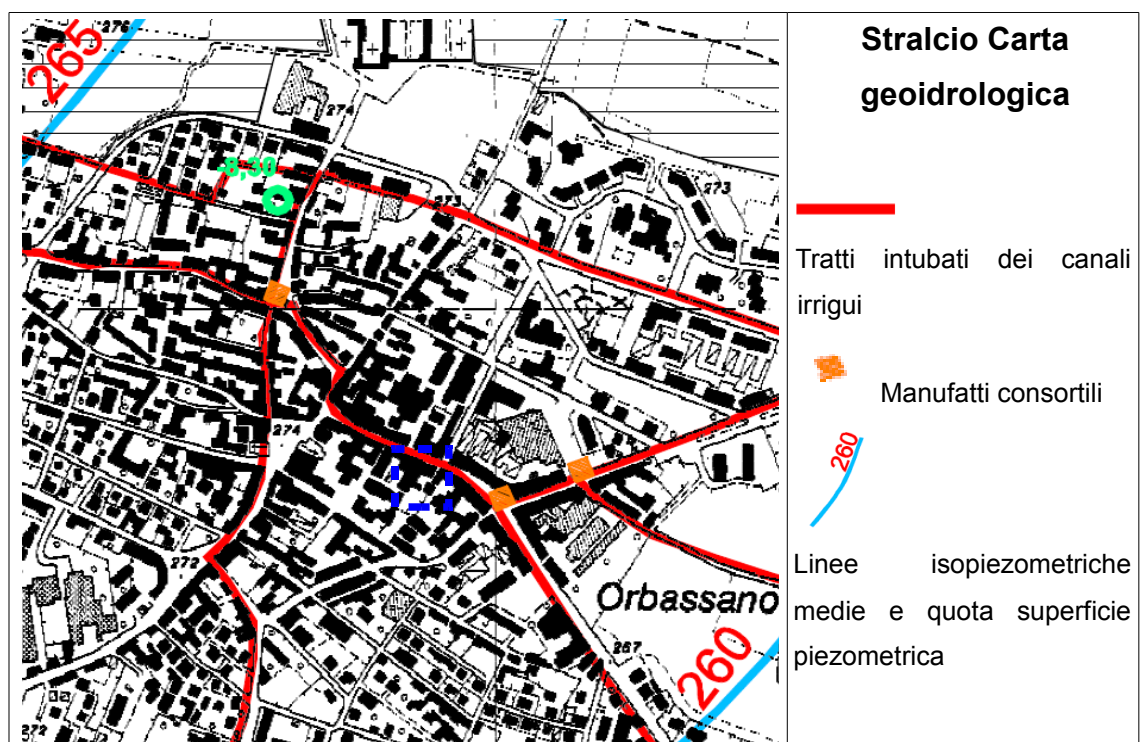 276
265
274
-8,30
273
273
274
272
Orbassano
267
260
272
Stralcio Carta
geoidrologica
Tratti intubati dei canali
irrigui
Manufatti consortili
260
Linee isopiezometriche
medie e quota superficie
piezometrica